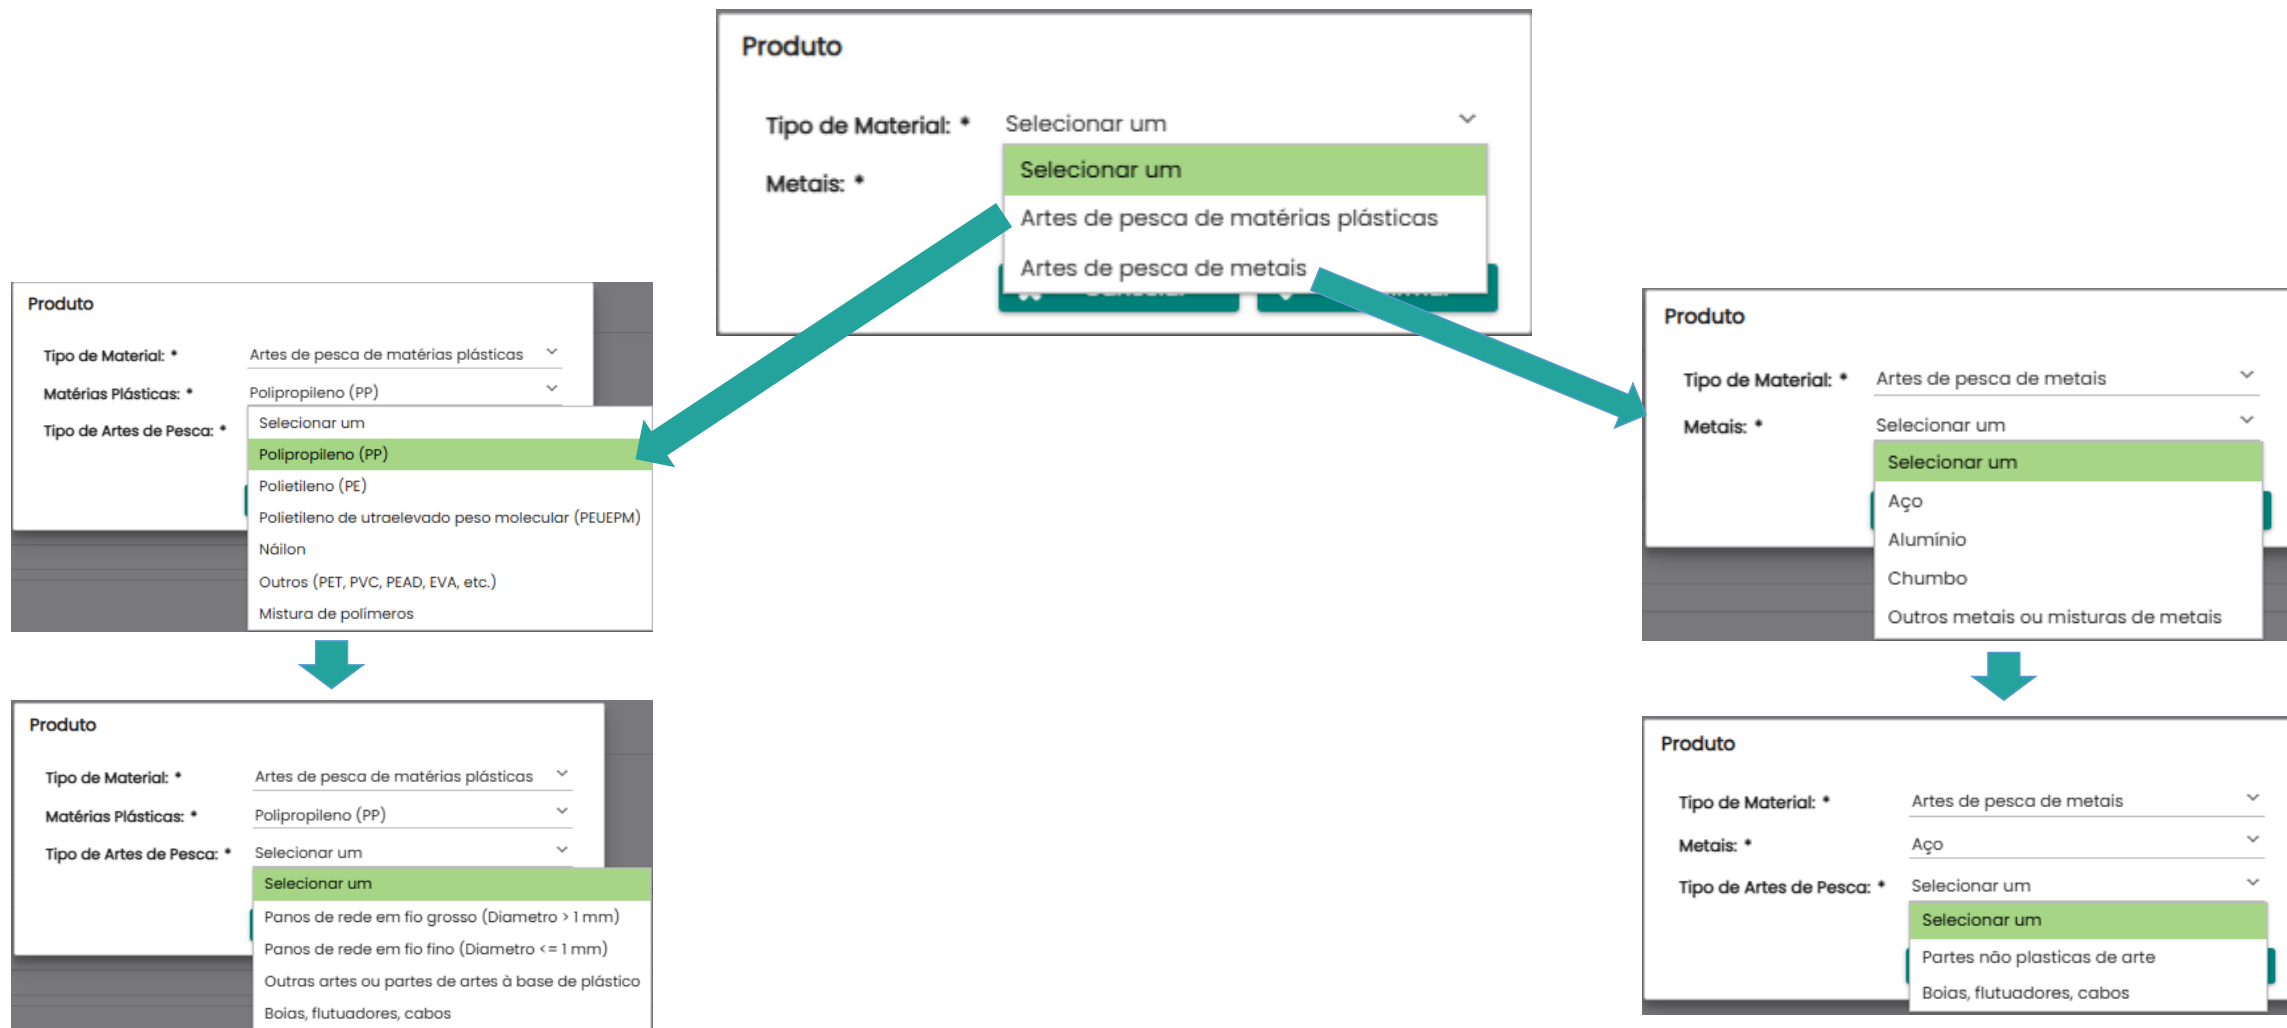 Produto
Tipo de Material: * Selecionar um
Selecionar um
Metais: *
Artes de pesca de matérias plásticas
Artes de pesca de metais
Produto
Tipo de Material: * Artes de pesca de matérias plásticas
Matérias Plásticas: * Polipropileno (PP)
Tipo de Artes de Pesca: *
Selecionar um
Polipropileno (PP)
Polietileno (PE)
Polietileno de utraelevado peso molecular (PEUEPM)
Náilon
Outros (PET, PVC, PEAD, EVA, etc.)
Mistura de polímeros
Produto
Tipo de Material: * Artes de pesca de matérias plásticas
Matérias Plásticas: * Polipropileno (PP)
Tipo de Artes de Pesca: * Selecionar um
Selecionar um
Panos de rede em fio grosso (Diametro > 1 mm)
Panos de rede em fio fino (Diametro <= 1 mm)
Outras artes ou partes de artes à base de plástico
Boias, flutuadores, cabos
Produto
Tipo de Material: * Artes de pesca de metais
Metais: * Selecionar um
Selecionar um
Aço
Alumínio
Chumbo
Outros metais ou misturas de metais
Produto
Tipo de Material: * Artes de pesca de metais
Metais: * Aço
Tipo de Artes de Pesca: * Selecionar um
Selecionar um
Partes não plasticas de arte
Boias, flutuadores, cabos